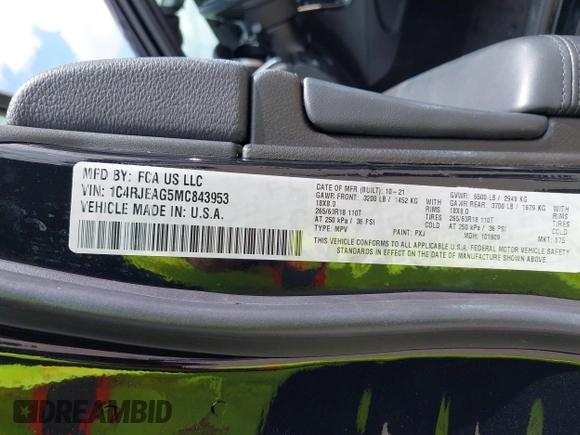 MFD BY: FCA US LLC
VIN: 1C4RJEAG5MC843953
VEHICLE MADE IN: U.S.A.
DATE OF MFR (BUILT): 10-21
GAWR FRONT: 3200 LB / 1452 KG
18X8.0 RIMS
265/60R18 110T TIRES
AT 250 kPa / 36 PSI COLD
TYPE: MPV PAINT: PXJ
GVWR: 6500 LB / 2949 KG
GAWR REAR: 3700 LB / 1679 KG
18X8.0 RIMS
265/60R18 110T TIRES
AT 250 kPa / 36 PSI COLD
MDH: 101909 MKT:
THIS VEHICLE CONFORMS TO ALL APPLICABLE U.S.A. FEDERAL MOTOR VEHICLE SAFETY
STANDARDS IN EFFECT ON THE DATE OF MANUFACTURE SHOWN ABOVE.
DREAMBID